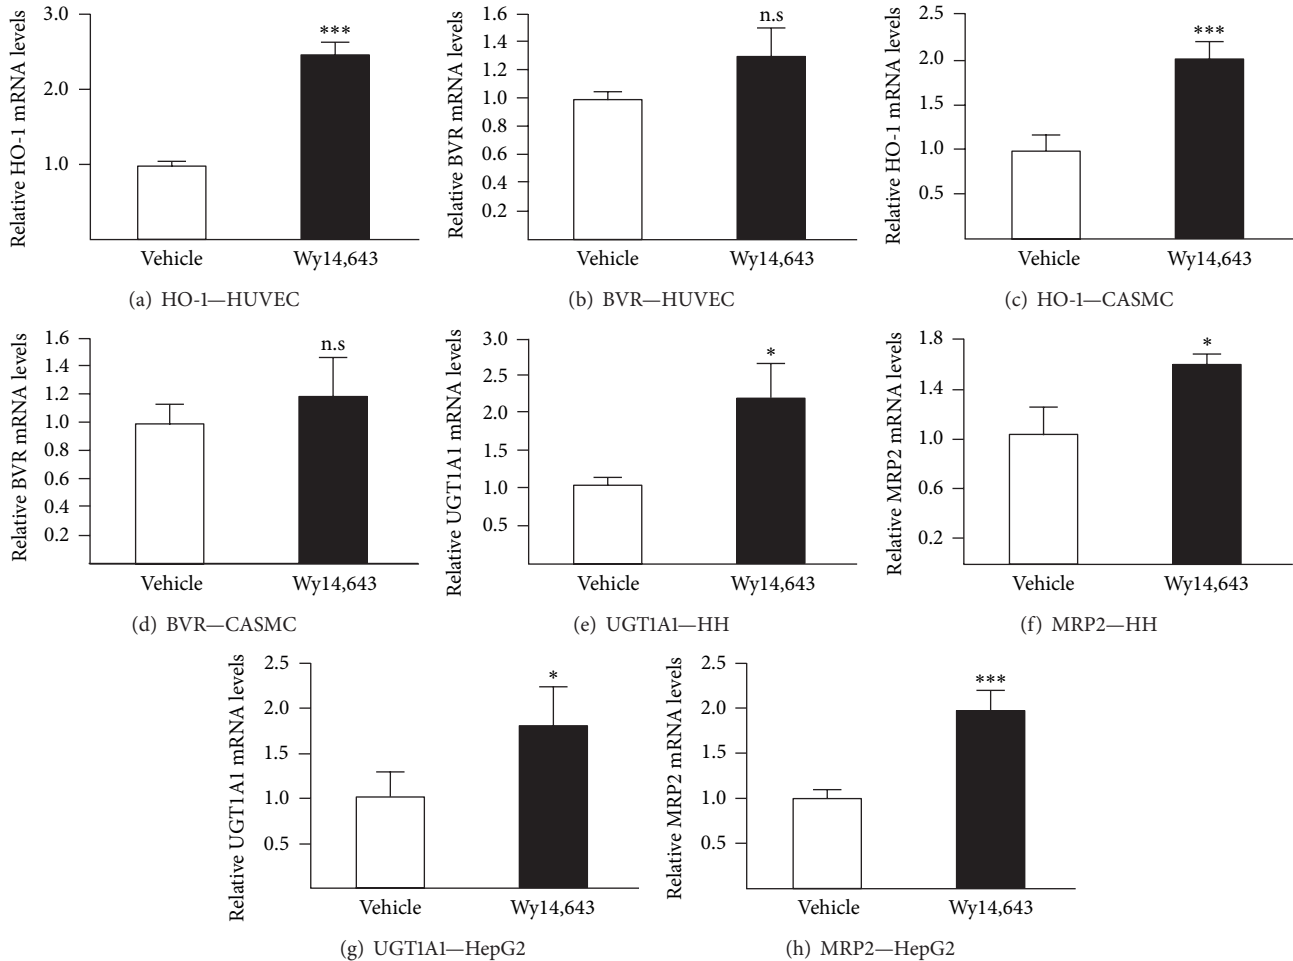 Relative HO-1 mRNA levels
3.0
2.0
1.0
***
Vehicle
Wy14,643
(a) HO-1—HUVEC
Relative BVR mRNA levels
1.6
1.4
1.2
1.0
0.8
0.6
0.4
0.2
n.s
Vehicle
Wy14,643
(b) BVR—HUVEC
Relative HO-1 mRNA levels
2.5
2.0
1.5
1.0
0.5
***
Vehicle
Wy14,643
(c) HO-1—CASMC
Relative BVR mRNA levels
1.6
1.4
1.2
1.0
0.8
0.6
0.4
0.2
n.s
Vehicle
Wy14,643
(d) BVR—CASMC
Relative UGT1A1 mRNA levels
3.0
2.5
2.0
1.5
1.0
0.5
*
Vehicle
Wy14,643
(e) UGT1A1—HH
Relative MRP2 mRNA levels
1.8
1.4
1.0
0.6
0.2
*
Vehicle
Wy14,643
(f) MRP2—HH
Relative UGT1A1 mRNA levels
2.5
2.0
1.5
1.0
0.5
*
Vehicle
Wy14,643
(g) UGT1A1—HepG2
Relative MRP2 mRNA levels
2.5
2.0
1.5
1.0
0.5
***
Vehicle
Wy14,643
(h) MRP2—HepG2